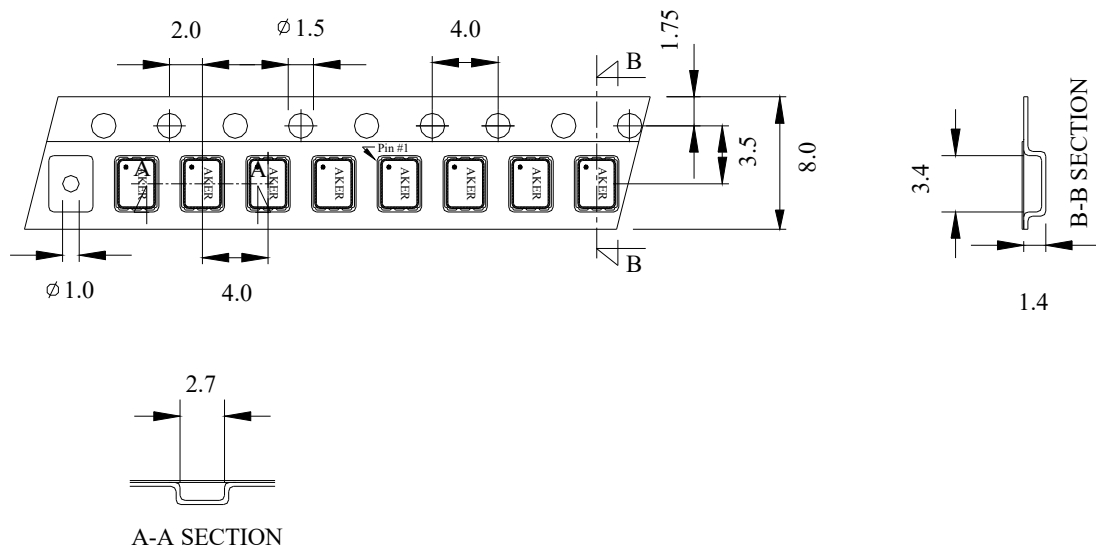 2.0
∅ 1.5
4.0
1.75
B
Pin #1
A
A
AKER
AKER
AKER
AKER
AKER
AKER
AKER
AKER
3.5
8.0
3.4
B-B SECTION
B
∅ 1.0
4.0
1.4
2.7
A-A SECTION